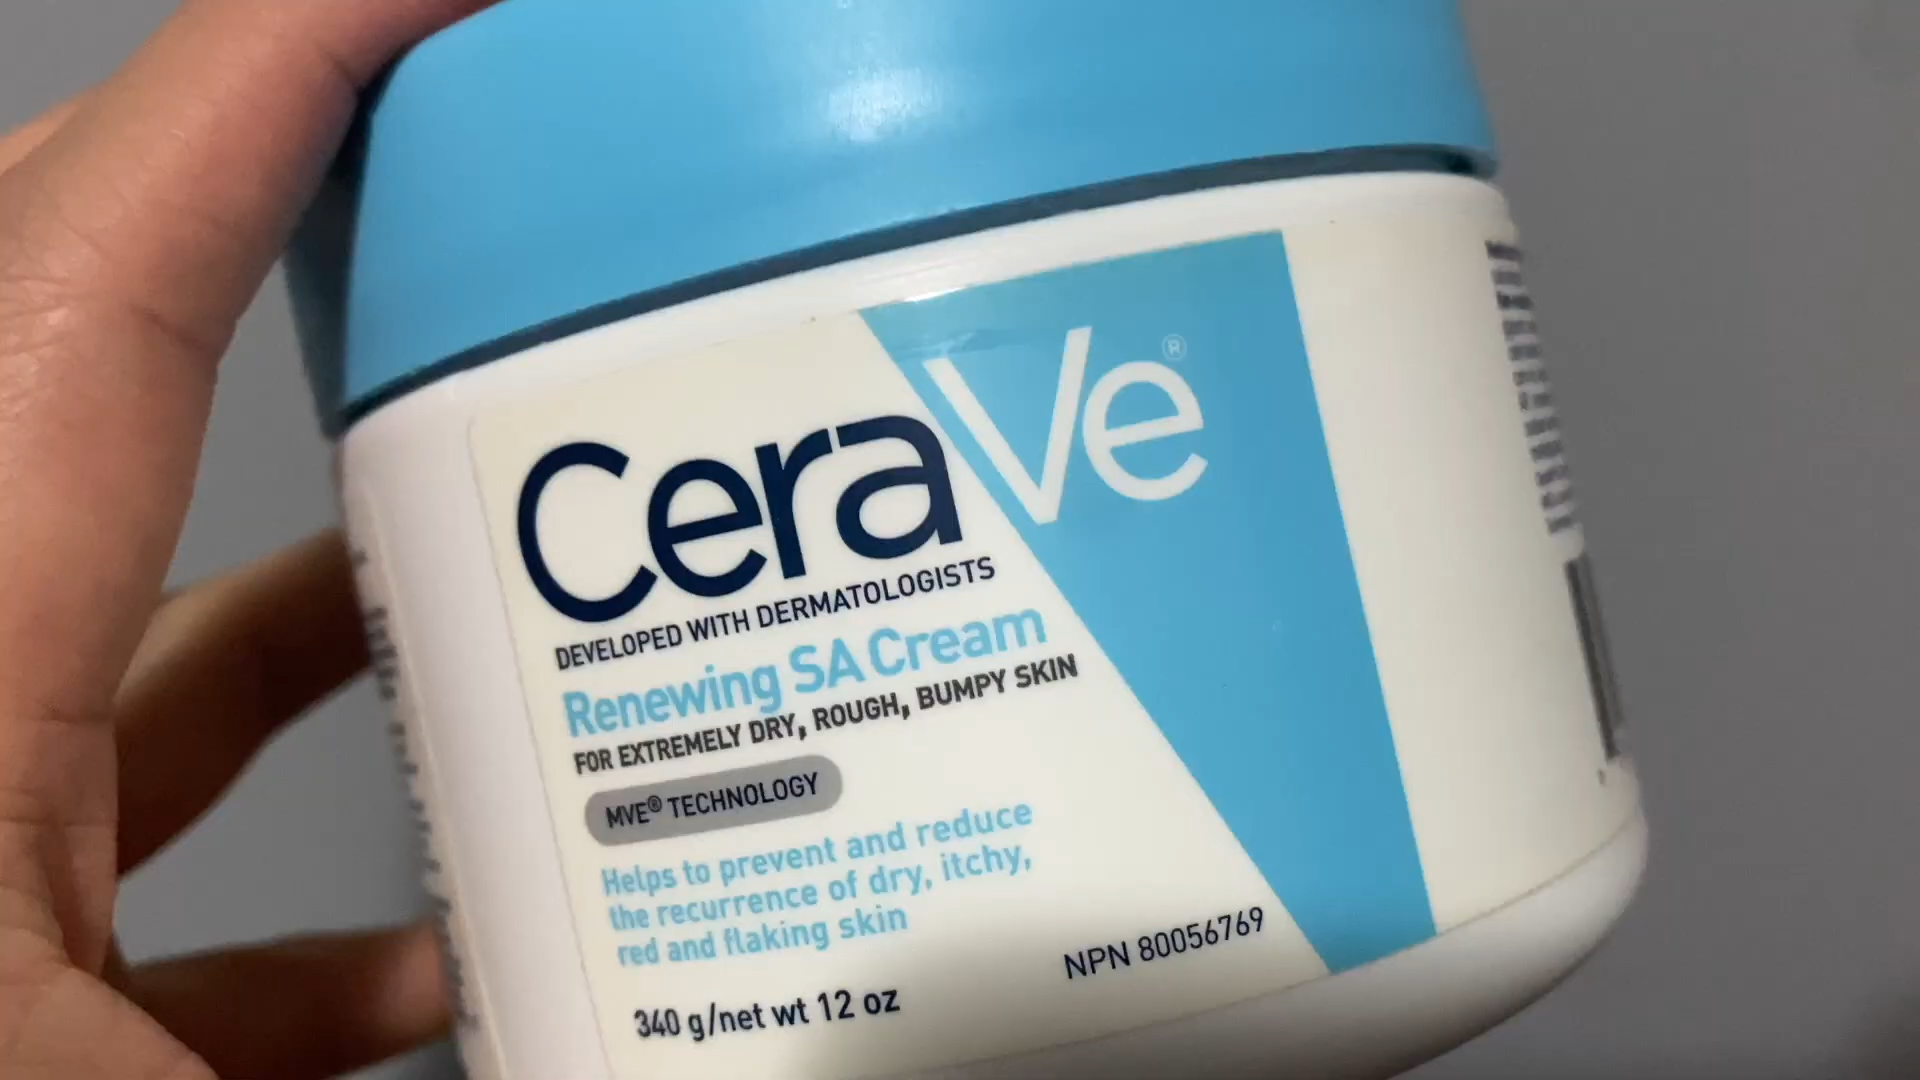 CeraVe®
DEVELOPED WITH DERMATOLOGISTS
Renewing SA Cream
FOR EXTREMELY DRY, ROUGH, BUMPY SKIN
MVE® TECHNOLOGY
Helps to prevent and reduce
the recurrence of dry, itchy,
red and flaking skin
NPN 80056769
340 g/net wt 12 oz